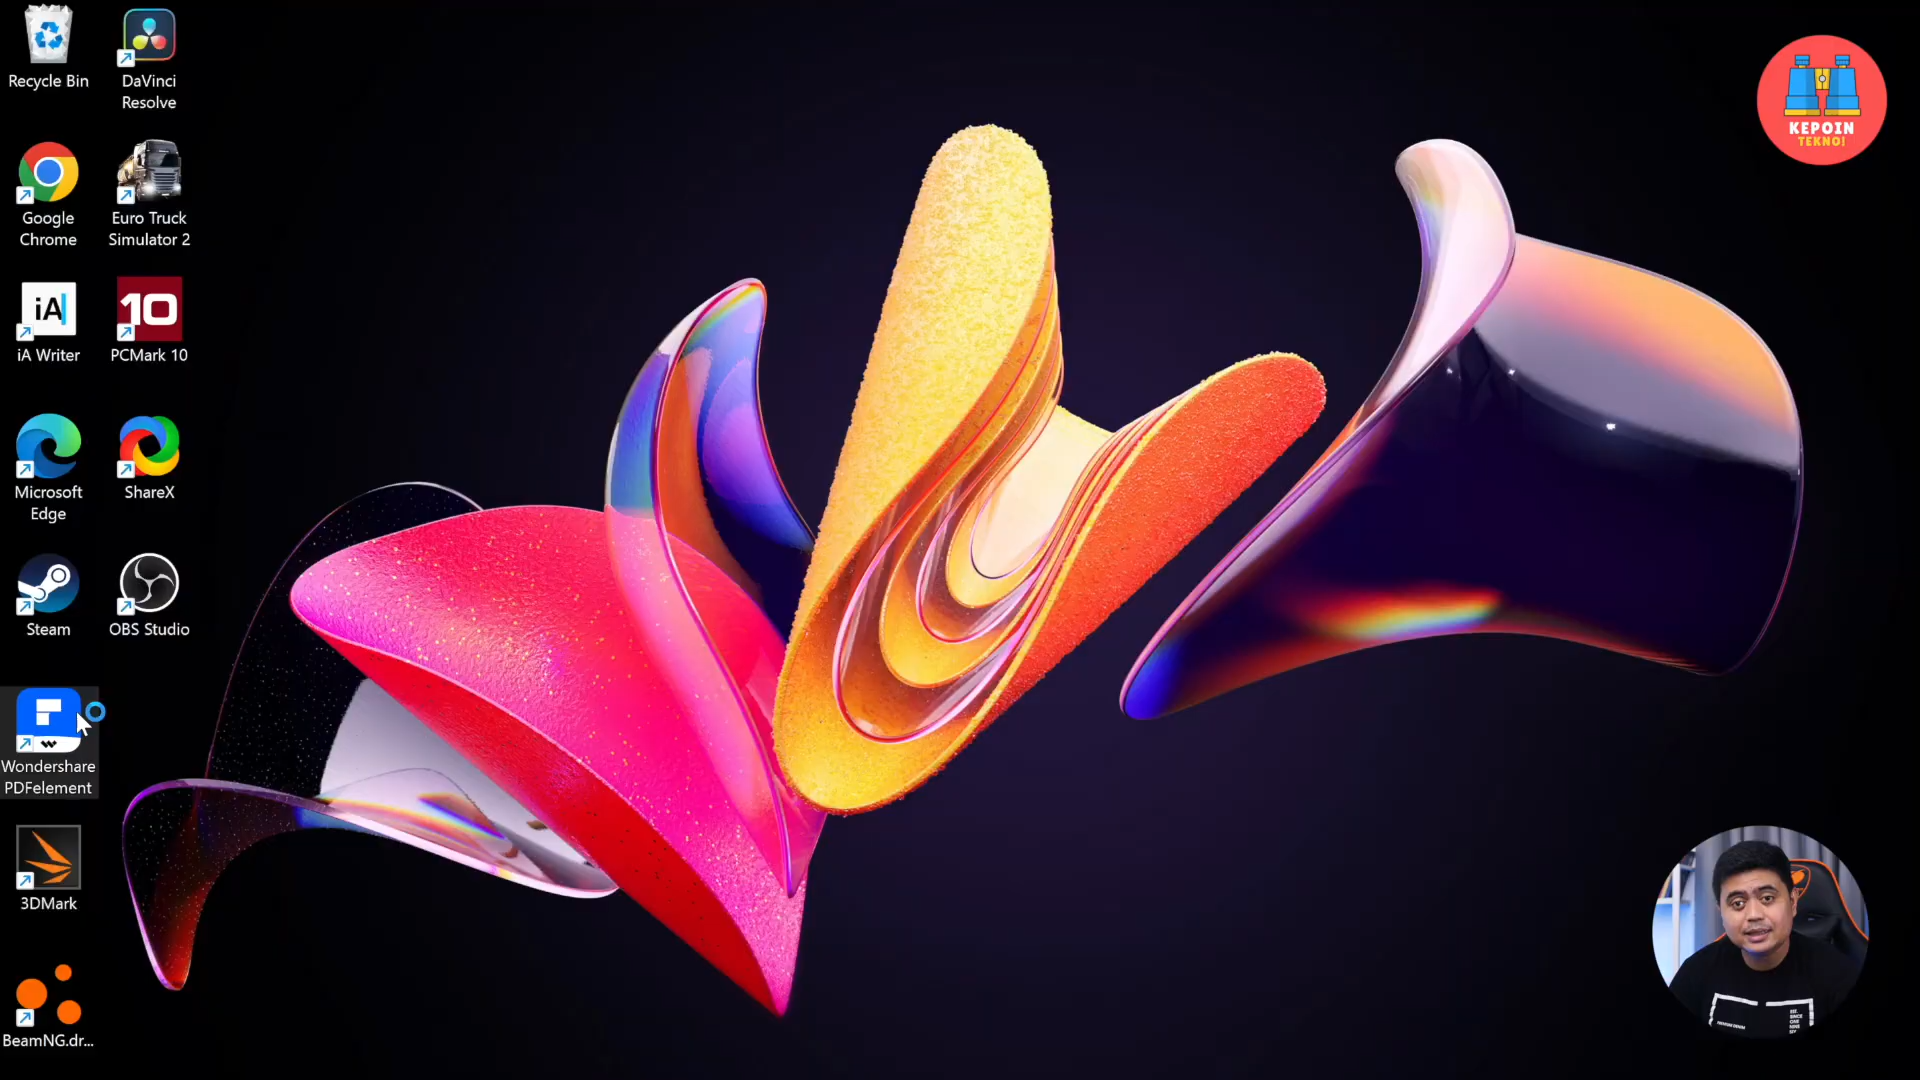 Recycle Bin
DaVinci
Resolve
Google
Chrome
Euro Truck
Simulator 2
iA
iA Writer
10
PCMark 10
Microsoft
Edge
ShareX
Steam
OBS Studio
Wondershare
PDFelement
3DMark
BeamNG.dr...
KEPOIN
TEKNO!